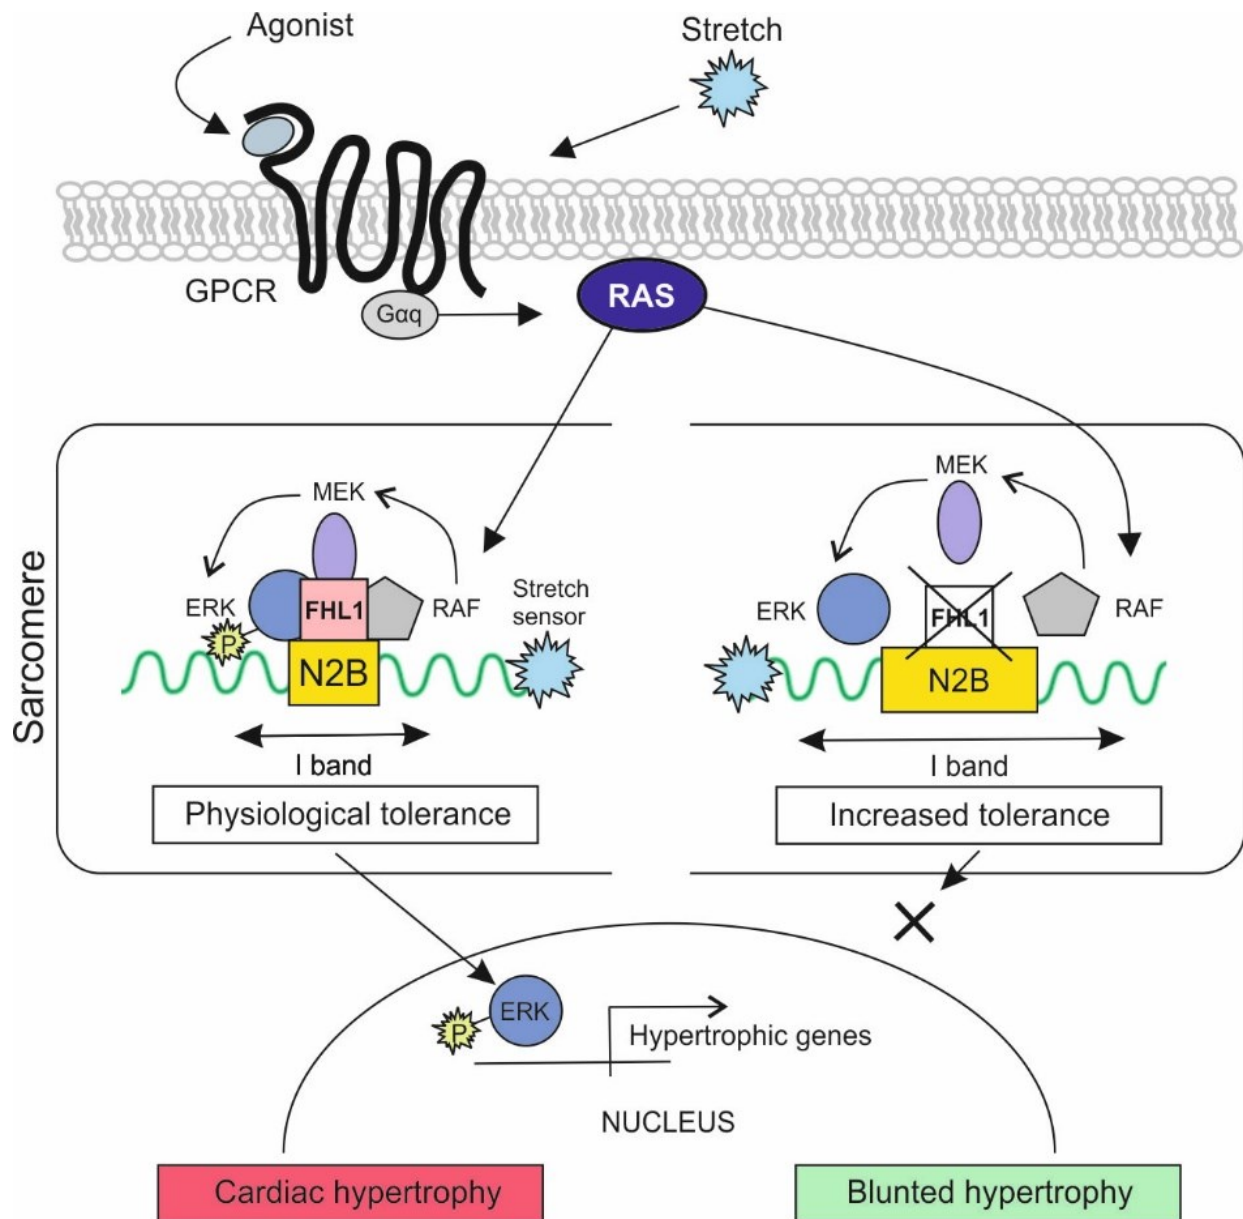 Agonist
Stretch
GPCR
Gαq
RAS
Sarcomere
MEK
ERK
FHL1
RAF
P
N2B
Stretch
sensor
I band
Physiological tolerance
MEK
ERK
FHL1
RAF
N2B
I band
Increased tolerance
P
ERK
Hypertrophic genes
NUCLEUS
Cardiac hypertrophy
Blunted hypertrophy